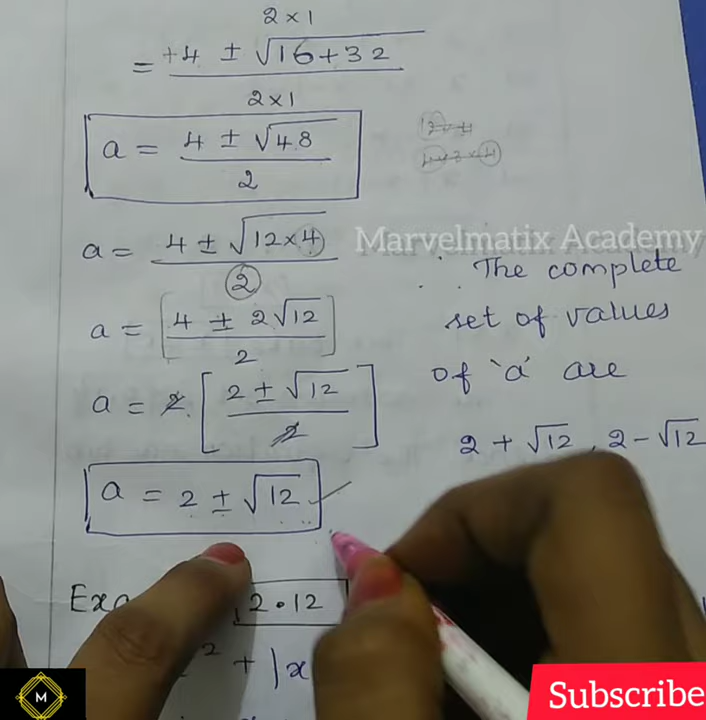 2 × 1
= +4 ± √16+32
2 × 1
a = 4 ± √48
2
a = 4 ± √12×4
2
a = [4 ± 2√12
2]
a = 2 [2 ± √12
2]
a = 2 ± √12
Marvelmatix Academy
∴ The complete
set of values
of 'a' are
2 + √12, 2 - √12
2.12
2 + |x
M
Subscribe